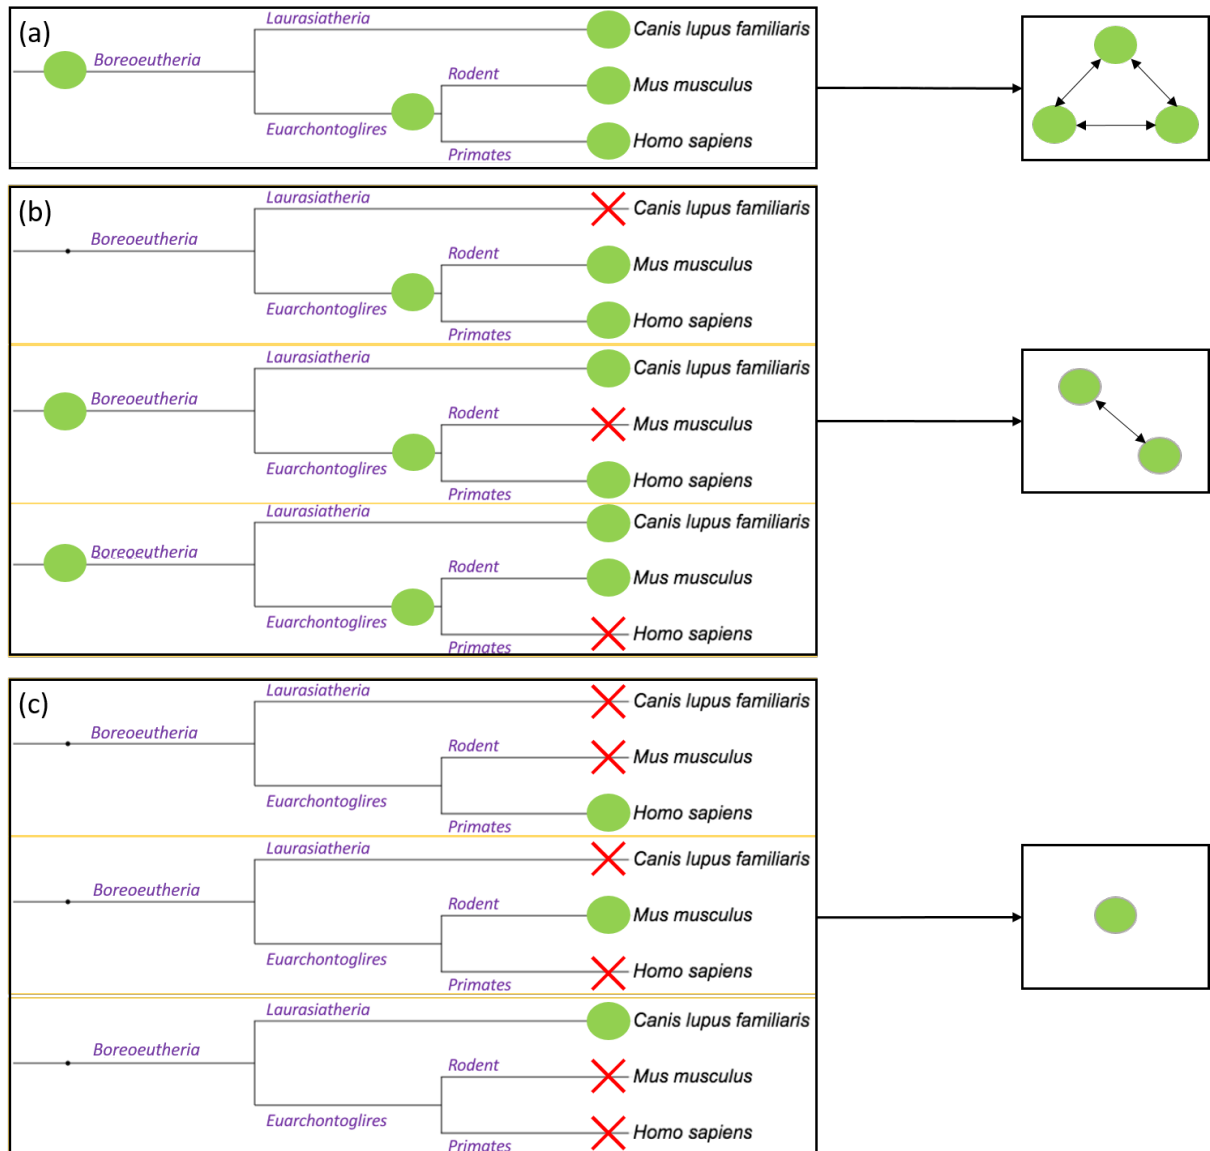 (a)
Laurasiatheria
Canis lupus familiaris
Boreoeutheria
Rodent
Mus musculus
Euarchontoglires
Homo sapiens
Primates
(b)
Laurasiatheria
Canis lupus familiaris
Boreoeutheria
Rodent
Mus musculus
Euarchontoglires
Homo sapiens
Primates
Laurasiatheria
Canis lupus familiaris
Boreoeutheria
Rodent
Mus musculus
Euarchontoglires
Homo sapiens
Primates
Laurasiatheria
Canis lupus familiaris
Boreoeutheria
Rodent
Mus musculus
Euarchontoglires
Homo sapiens
Primates
(c)
Laurasiatheria
Canis lupus familiaris
Boreoeutheria
Rodent
Mus musculus
Euarchontoglires
Homo sapiens
Primates
Laurasiatheria
Canis lupus familiaris
Boreoeutheria
Rodent
Mus musculus
Euarchontoglires
Homo sapiens
Primates
Laurasiatheria
Canis lupus familiaris
Boreoeutheria
Rodent
Mus musculus
Euarchontoglires
Homo sapiens
Primates